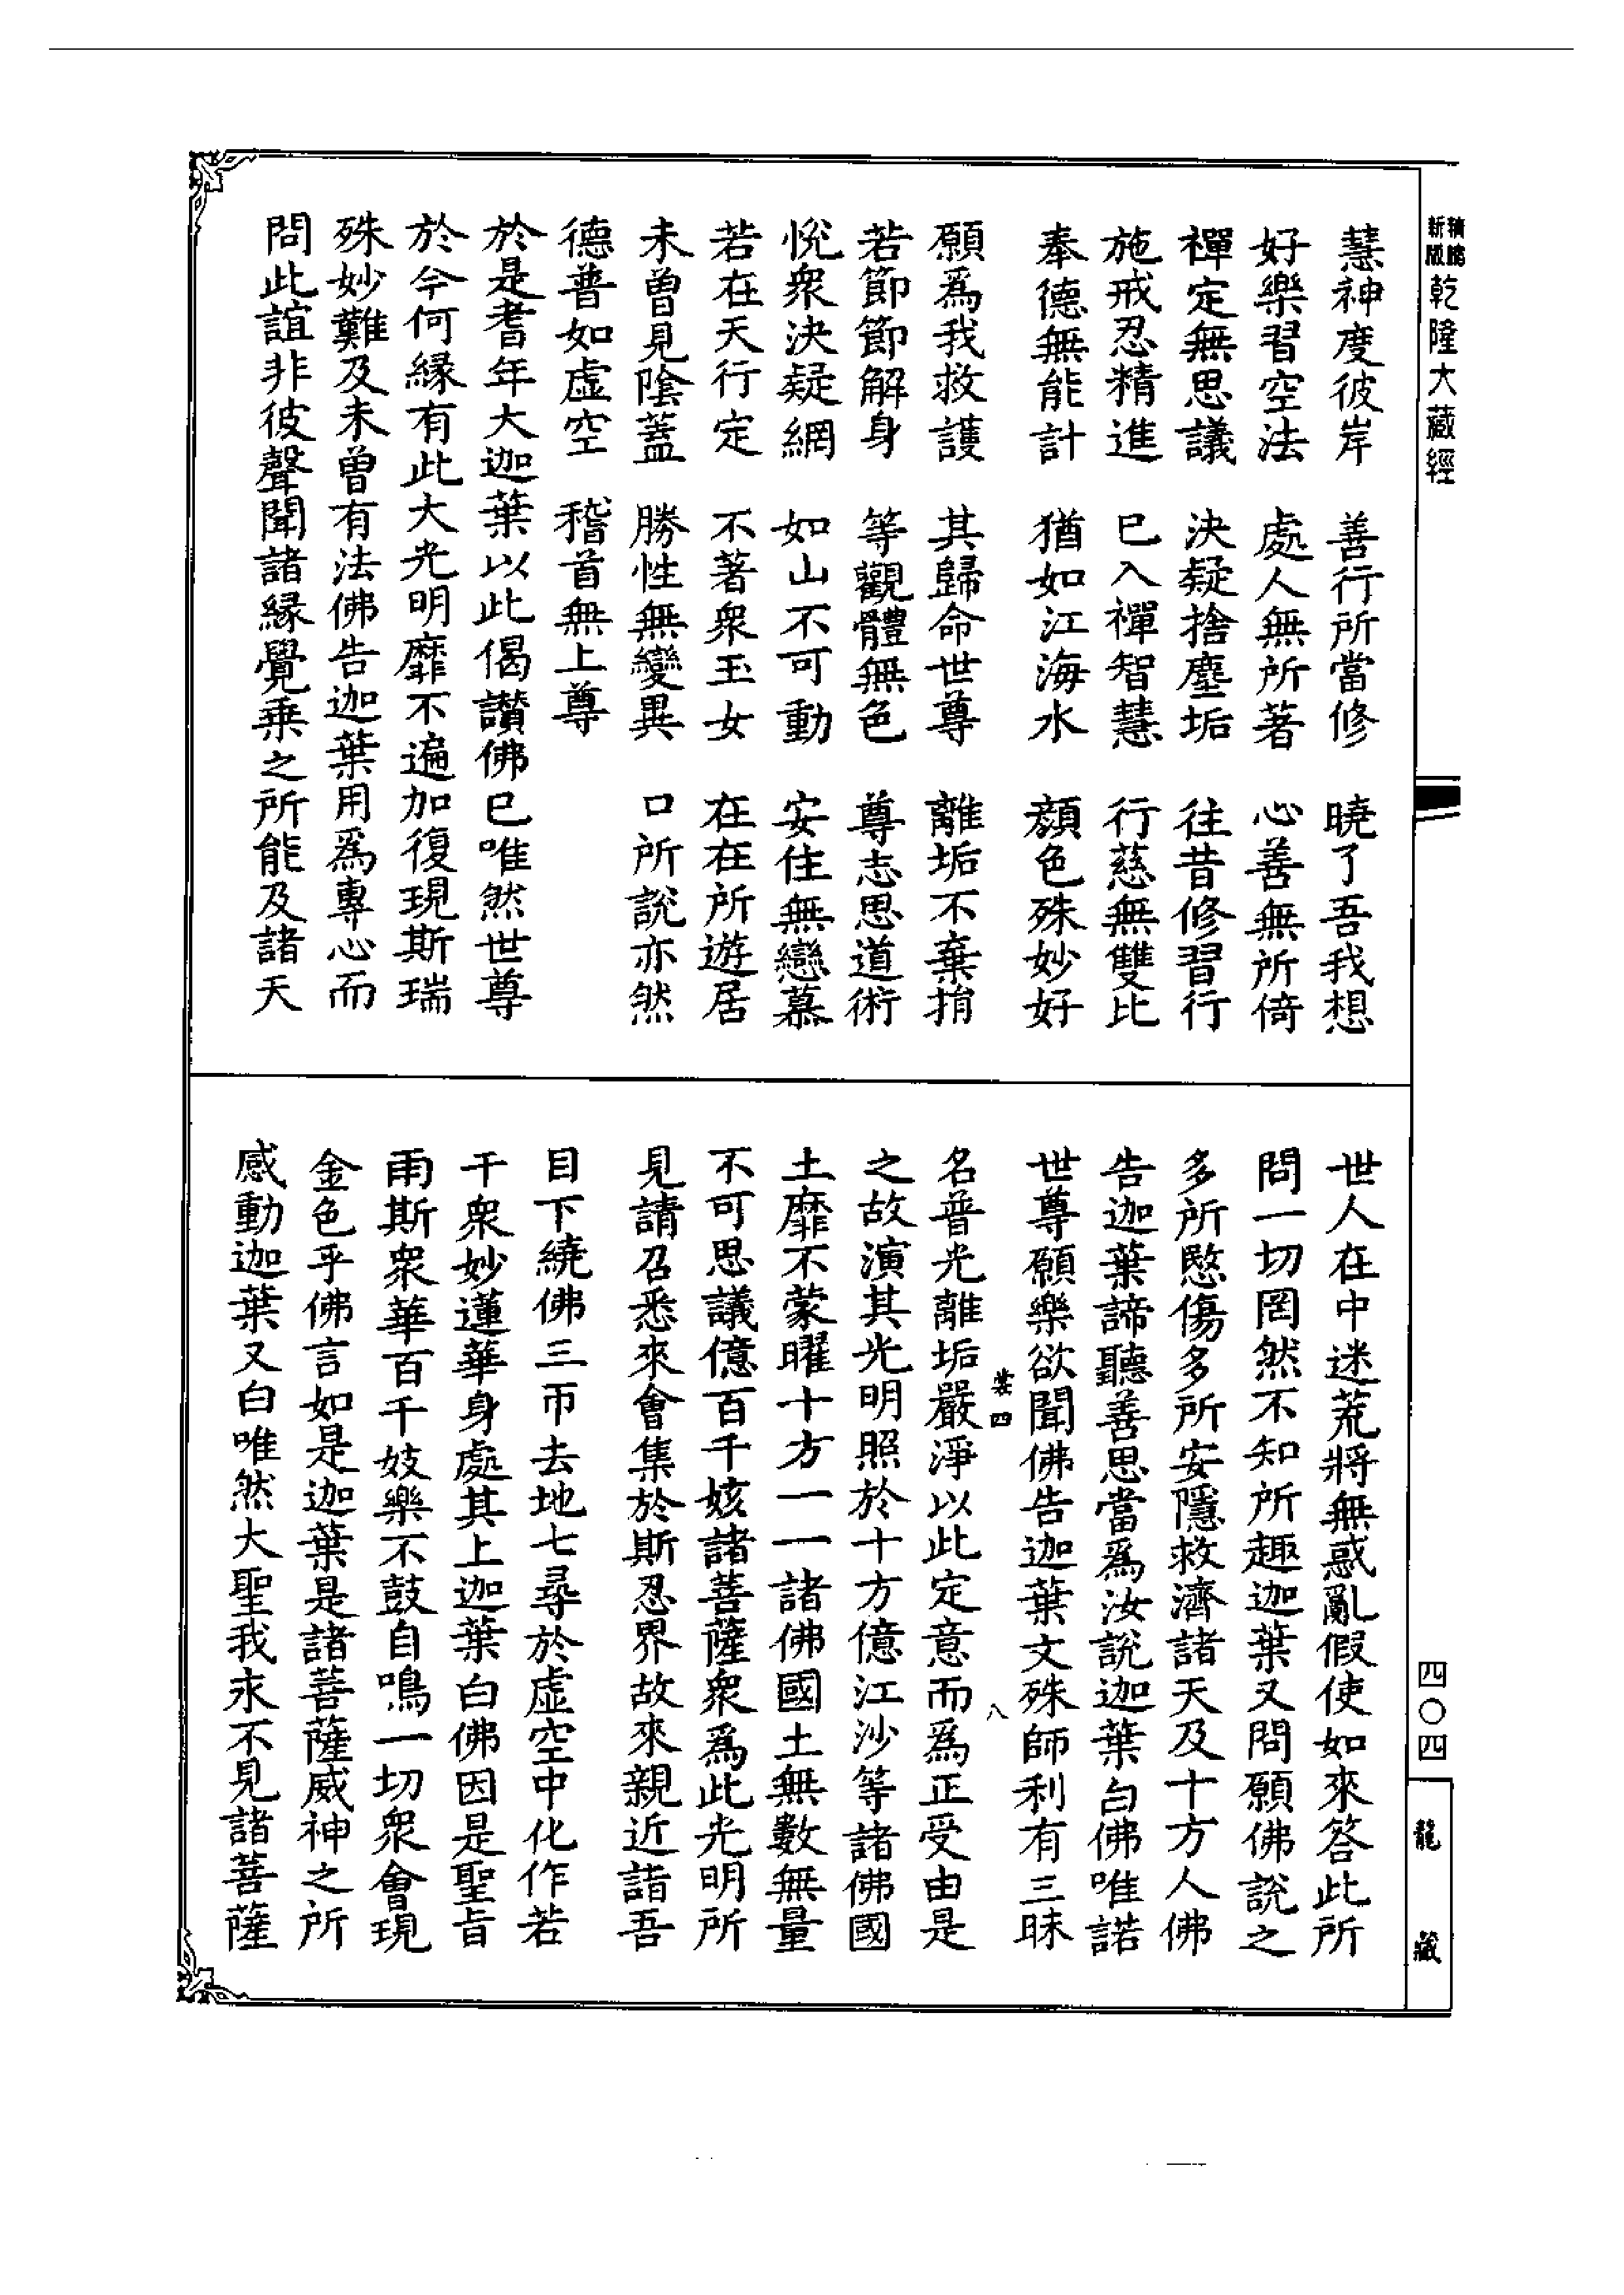 新版 精縮 乾隆大藏經
慧神度彼岸 善行所當修 曉了吾我想
好樂習空法 處人無所著 心善無所倚
禪定無思議 決疑捨塵垢 往昔修習行
施戒忍精進 已入禪智慧 行慈無雙比
奉德無能計 猶如江海水 顏色殊妙好
願爲我救護 其歸命世尊 離垢不棄捐
若節節解身 等觀體無色 尊志思道術
悅衆決疑網 如山不可動 安住無戀慕
若在天行定 不著衆玉女 在在所遊居
未曽見陰蓋 勝性無變異 口所說亦然
德普如虛空 稽首無上尊
於是耆年大迦葉以此偈讃佛已唯然世尊
於今何緣有此大光明靡不遍加復現斯瑞
殊妙難及未曽有法佛告迦葉用爲專心而
問此誼非彼聲聞諸緣覺乗之所能及諸天
世人在中迷荒將無惑亂假使如來答此所
問一切罔然不知所趣迦葉又問願佛說之
多所愍傷多所安隱救濟諸天及十方人佛
告迦葉諦聽善思當爲汝說迦葉白佛唯諾
世尊願樂欲聞佛告迦葉文殊師利有三昧
裳四 八
名普光離垢嚴淨以此定意而爲正受由是
之故演其光明照於十方億江沙等諸佛國
土靡不蒙曜十方一一諸佛國土無數無量
不可思議億百千姟諸菩薩衆爲此光明所
見請召悉來會集於斯忍界故來親近詣吾
目下繞佛三帀去地七尋於虛空中化作若
干衆妙蓮華身處其上迦葉白佛因是聖旨
雨斯衆華百千妓樂不鼓自鳴一切衆會現
金色乎佛言如是迦葉是諸菩薩威神之所
感動迦葉又白唯然大聖我永不見諸菩薩
四〇四
龍藏